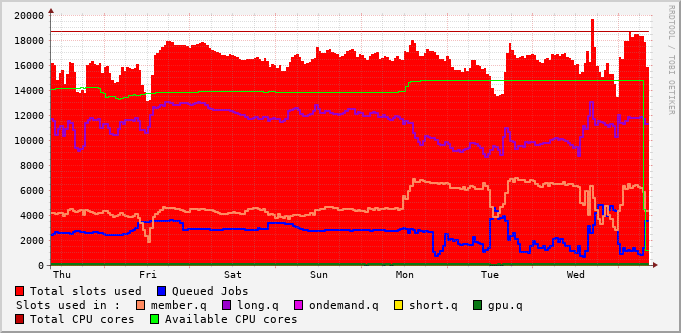 20000
18000
16000
14000
12000
10000
8000
6000
4000
2000
0
Thu Fri Sat Sun Mon Tue Wed
RRDTOOL / TOBI OETIKER
Total slots used Queued Jobs
Slots used in : member.q long.q ondemand.q short.q gpu.q
Total CPU cores Available CPU cores